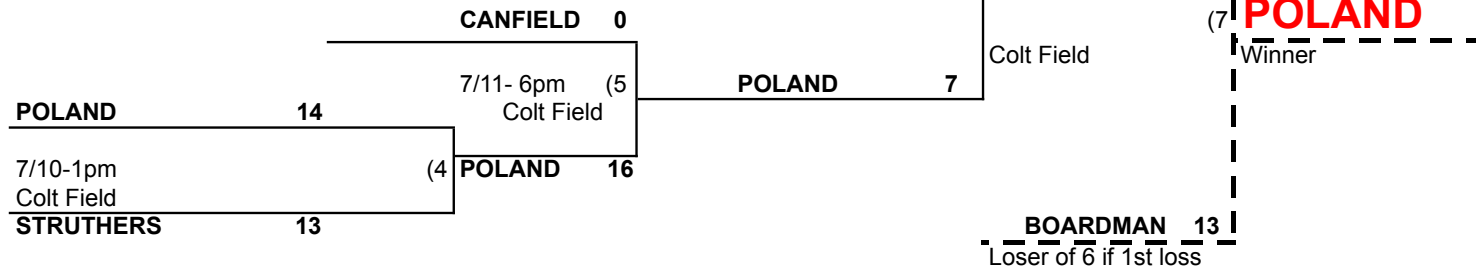 CANFIELD 0
(7 POLAND
Colt Field
Winner
7/11- 6pm (5
POLAND 7
Colt Field
POLAND 14
7/10-1pm
(4 POLAND 16
Colt Field
STRUTHERS 13
BOARDMAN 13
Loser of 6 if 1st loss